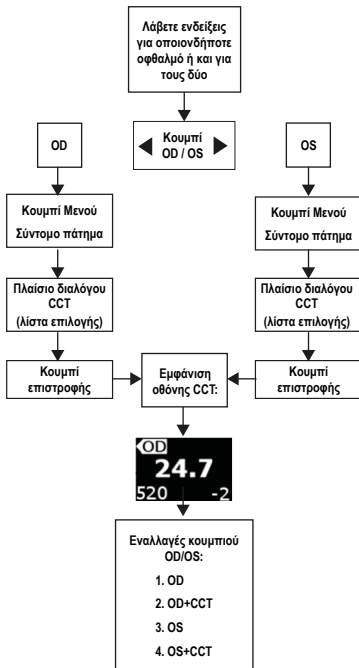 Λάβετε ενδείξεις
για οποιονδήποτε
οφθαλμό ή και για
τους δύο
Κουμπί
OD / OS
OD
OS
Κουμπί Μενού
Σύντομο πάτημα
Κουμπί Μενού
Σύντομο πάτημα
Πλαίσιο διαλόγου
CCT
(λίστα επιλογής)
Πλαίσιο διαλόγου
CCT
(λίστα επιλογής)
Κουμπί
επιστροφής
Εμφάνιση
οθόνης CCT:
Κουμπί
επιστροφής
OD
24.7
520 -2
Εναλλαγές κουμπιού
OD/OS:
1. OD
2. OD+CCT
3. OS
4. OS+CCT